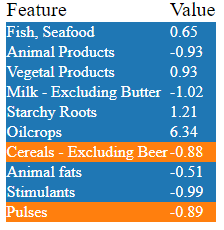 Feature Value
Fish, Seafood 0.65
Animal Products -0.93
Vegetal Products 0.93
Milk - Excluding Butter -1.02
Starchy Roots 1.21
Oilcrops 6.34
Cereals - Excluding Beer -0.88
Animal fats -0.51
Stimulants -0.99
Pulses -0.89